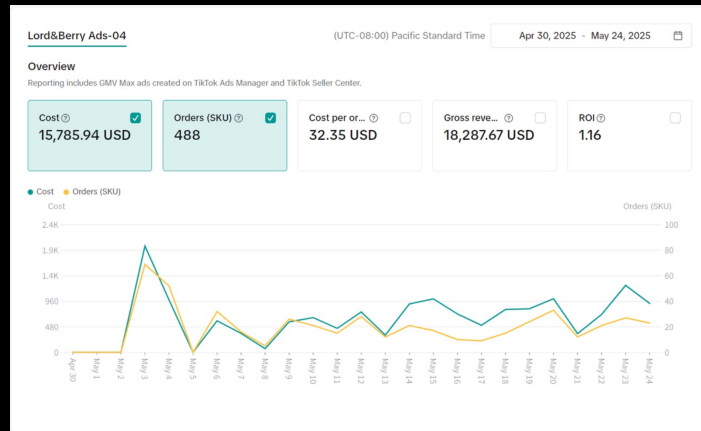 Lord&Berry Ads-04
(UTC-08:00) Pacific Standard Time
Apr 30, 2025 - May 24, 2025
Overview
Reporting includes GMV Max ads created on TikTok Ads Manager and TikTok Seller Center.
Cost
15,785.94 USD
Orders (SKU)
488
Cost per or...
32.35 USD
Gross reve...
18,287.67 USD
ROI
1.16
Cost Orders (SKU)
Cost Orders (SKU)
2.4K 100
1.9K 80
1.4K 60
960 40
480 20
0 0
Apr 30
May 1
May 2
May 3
May 4
May 5
May 6
May 7
May 8
May 9
May 10
May 11
May 12
May 13
May 14
May 15
May 16
May 17
May 18
May 19
May 20
May 21
May 22
May 23
May 24